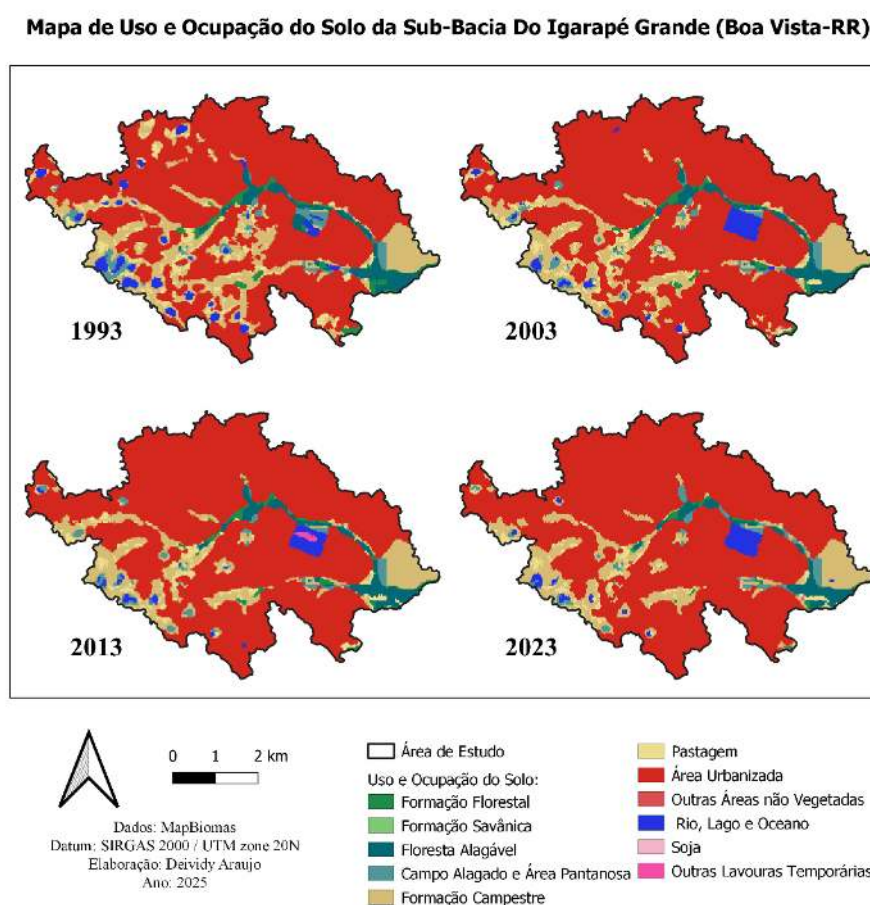 Mapa de Uso e Ocupação do Solo da Sub-Bacia Do Igarapé Grande (Boa Vista-RR)
1993
2003
2013
2023
0 1 2 km
Dados: MapBiomas
Datum: SIRGAS 2000 / UTM zone 20N
Elaboração: Deividy Araujo
Ano: 2025
Área de Estudo
Uso e Ocupação do Solo:
Formação Florestal
Formação Savânica
Floresta Alagável
Campo Alagado e Área Pantanosa
Formação Campestre
Pastagem
Área Urbanizada
Outras Áreas não Vegetadas
Rio, Lago e Oceano
Soja
Outras Lavouras Temporárias